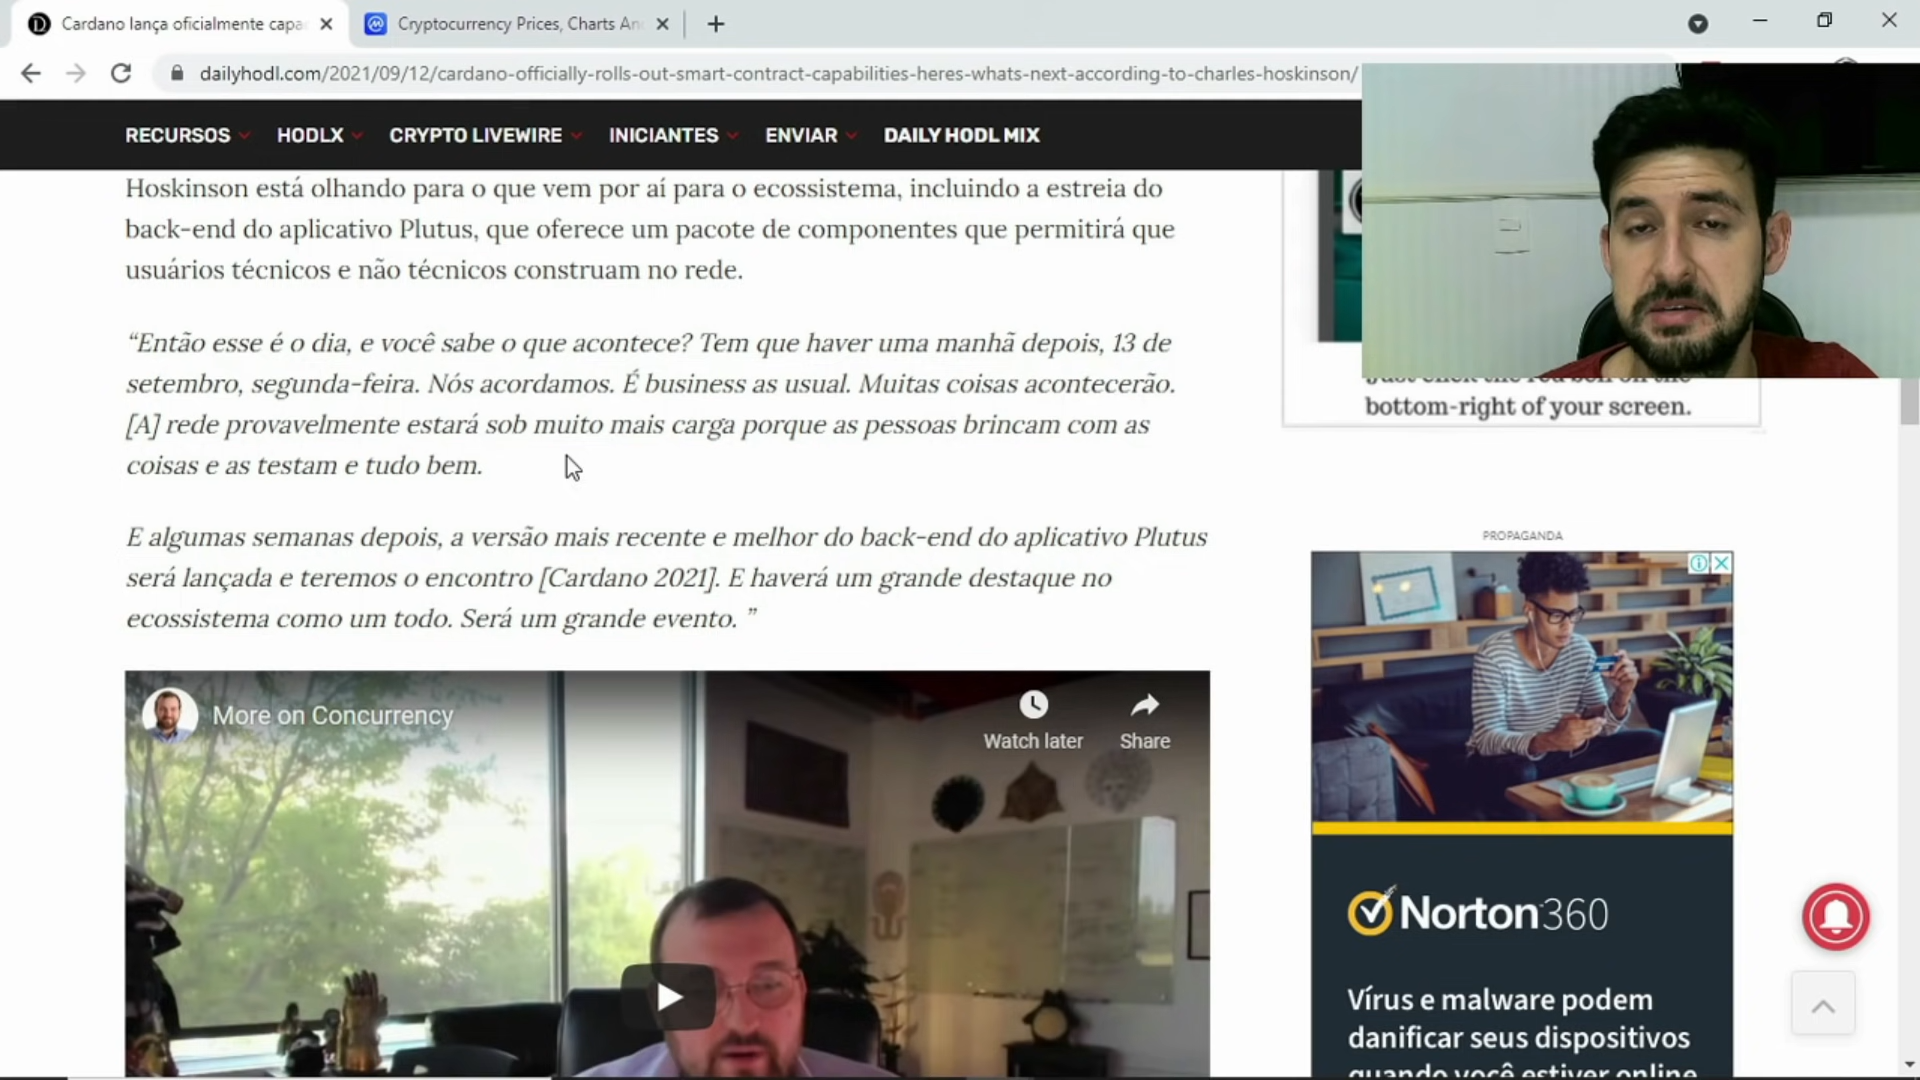 Cardano lança oficialmente capa
Cryptocurrency Prices, Charts An
dailyhodl.com/2021/09/12/cardano-officially-rolls-out-smart-contract-capabilities-heres-whats-next-according-to-charles-hoskinson/
RECURSOS HODLX CRYPTO LIVEWIRE INICIANTES ENVIAR DAILY HODL MIX
Hoskinson está olhando para o que vem por aí para o ecossistema, incluindo a estreia do
back-end do aplicativo Plutus, que oferece um pacote de componentes que permitirá que
usuários técnicos e não técnicos construam no rede.
“Então esse é o dia, e você sabe o que acontece? Tem que haver uma manhã depois, 13 de
setembro, segunda-feira. Nós acordamos. É business as usual. Muitas coisas acontecerão.
[A] rede provavelmente estará sob muito mais carga porque as pessoas brincam com as
coisas e as testam e tudo bem.
E algumas semanas depois, a versão mais recente e melhor do back-end do aplicativo Plutus
será lançada e teremos o encontro [Cardano 2021]. E haverá um grande destaque no
ecossistema como um todo. Será um grande evento. ”
More on Concurrency
Watch later
Share
bottom-right of your screen.
PROPAGANDA
Norton 360
Vírus e malware podem
danificar seus dispositivos
quando você estiver online